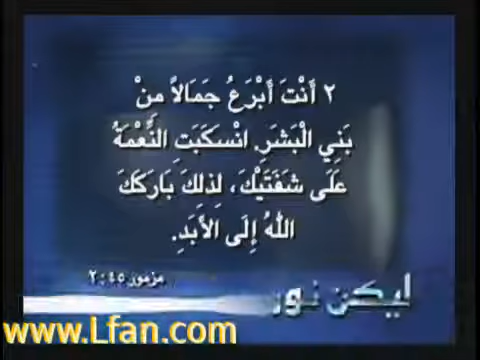 ٢ أَنْتَ أَبْرَعُ جَمَالاً مِنْ
بَنِي الْبَشَرِ. انْسَكَبَتِ النِّعْمَةُ
عَلَى شَفَتَيْكَ، لِذلِكَ بَارَكَكَ
اللهُ إِلَى الأَبَدِ.
مزمور ٤٥ : ٢
ليكن نور
www.Lfan.com